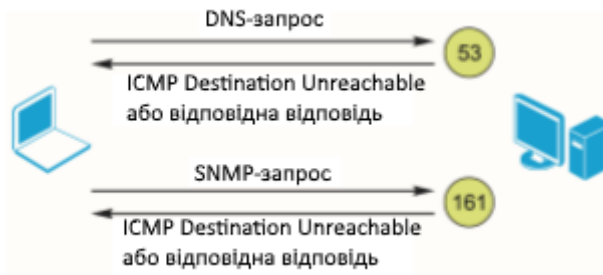 DNS-запрос
53
ICMP Destination Unreachable
або відповідна відповідь
SNMP-запрос
161
ICMP Destination Unreachable
або відповідна відповідь